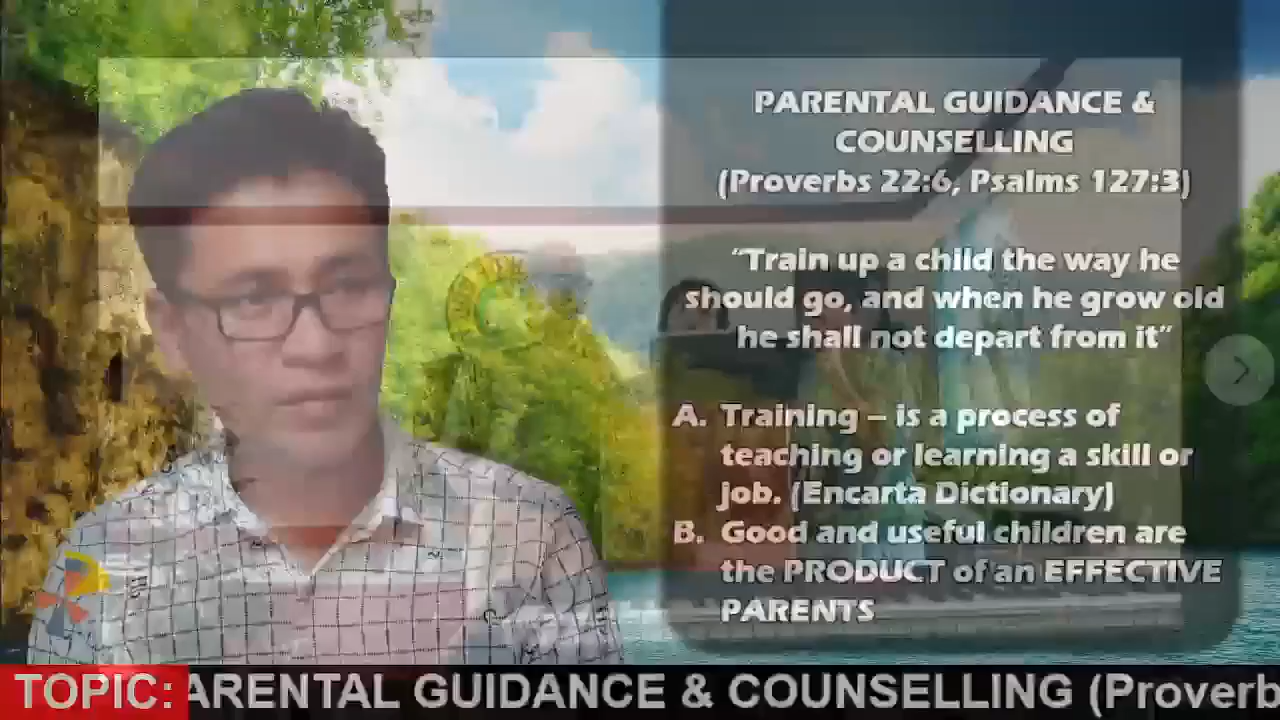 PARENTAL GUIDANCE &
COUNSELLING
(Proverbs 22:6, Psalms 127:3)
“Train up a child the way he
should go, and when he grow old
he shall not depart from it”
A. Training – is a process of
teaching or learning a skill or
job. (Encarta Dictionary)
B. Good and useful children are
the PRODUCT of an EFFECTIVE
PARENTS
TOPIC: ARENTAL GUIDANCE & COUNSELLING (Proverb